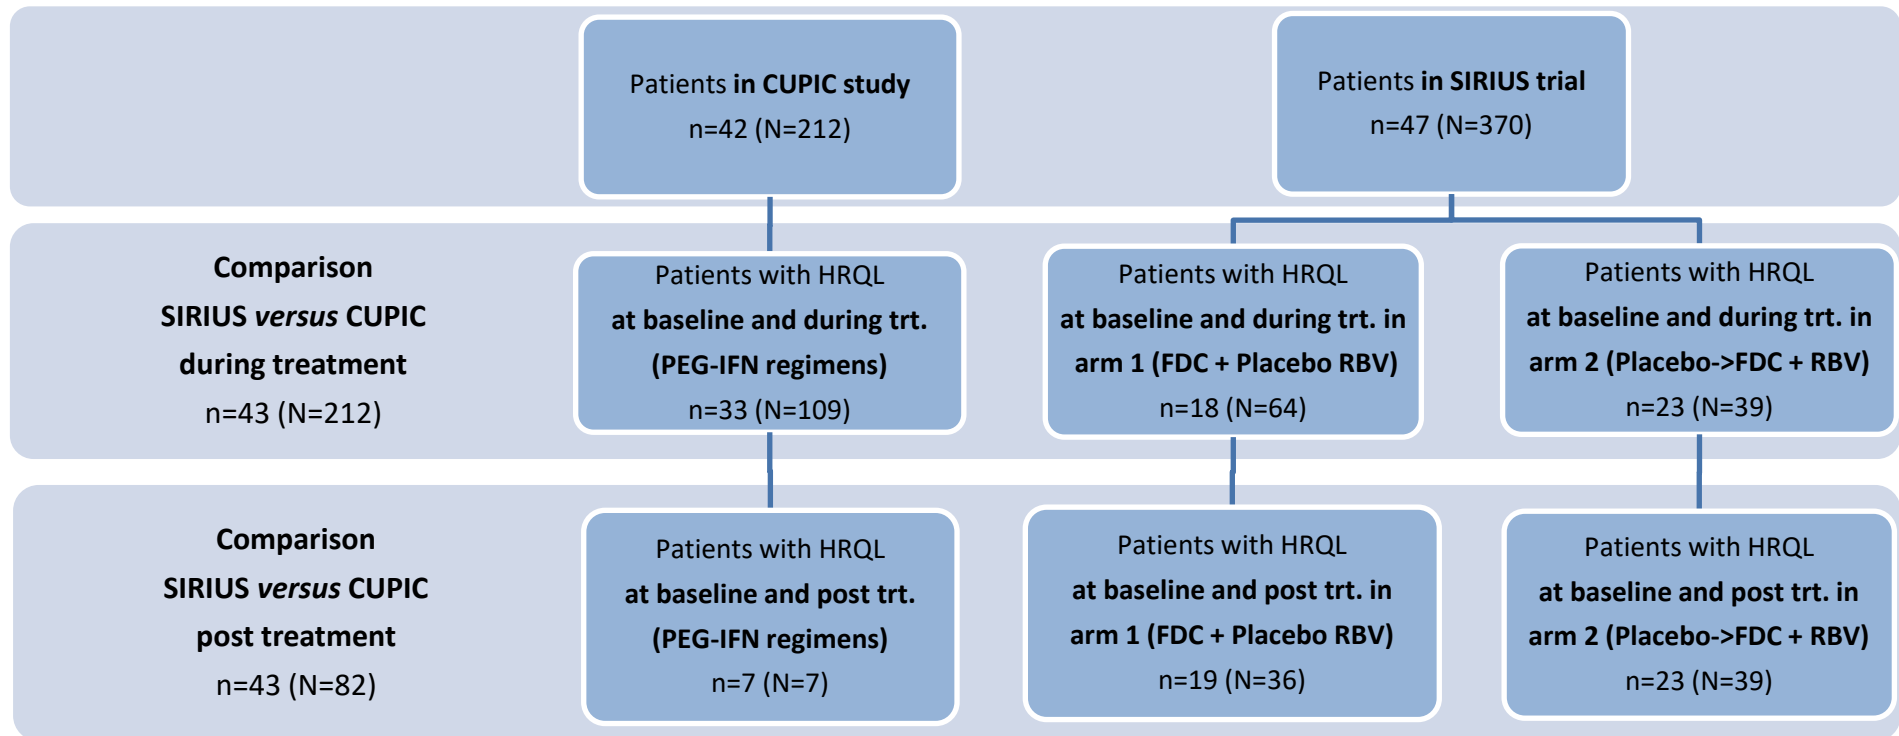 Patients in CUPIC study
n=42 (N=212)
Patients in SIRIUS trial
n=47 (N=370)
Comparison
SIRIUS versus CUPIC
during treatment
n=43 (N=212)
Patients with HRQL
at baseline and during trt.
(PEG-IFN regimens)
n=33 (N=109)
Patients with HRQL
at baseline and during trt. in
arm 1 (FDC + Placebo RBV)
n=18 (N=64)
Patients with HRQL
at baseline and during trt. in
arm 2 (Placebo->FDC + RBV)
n=23 (N=39)
Comparison
SIRIUS versus CUPIC
post treatment
n=43 (N=82)
Patients with HRQL
at baseline and post trt.
(PEG-IFN regimens)
n=7 (N=7)
Patients with HRQL
at baseline and post trt. in
arm 1 (FDC + Placebo RBV)
n=19 (N=36)
Patients with HRQL
at baseline and post trt. in
arm 2 (Placebo->FDC + RBV)
n=23 (N=39)